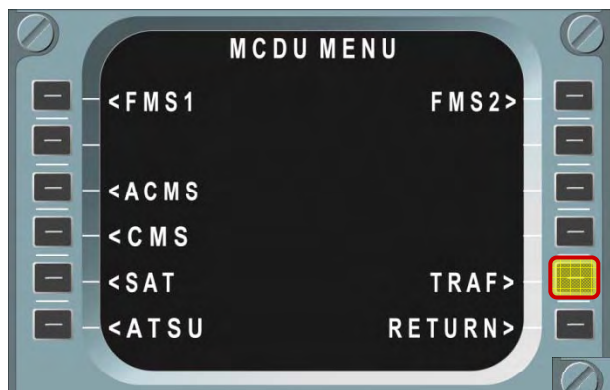 MCDU MENU
<FMS1 FMS2>
<ACMS
<CMS
<SAT TRAF>
<ATSU RETURN>